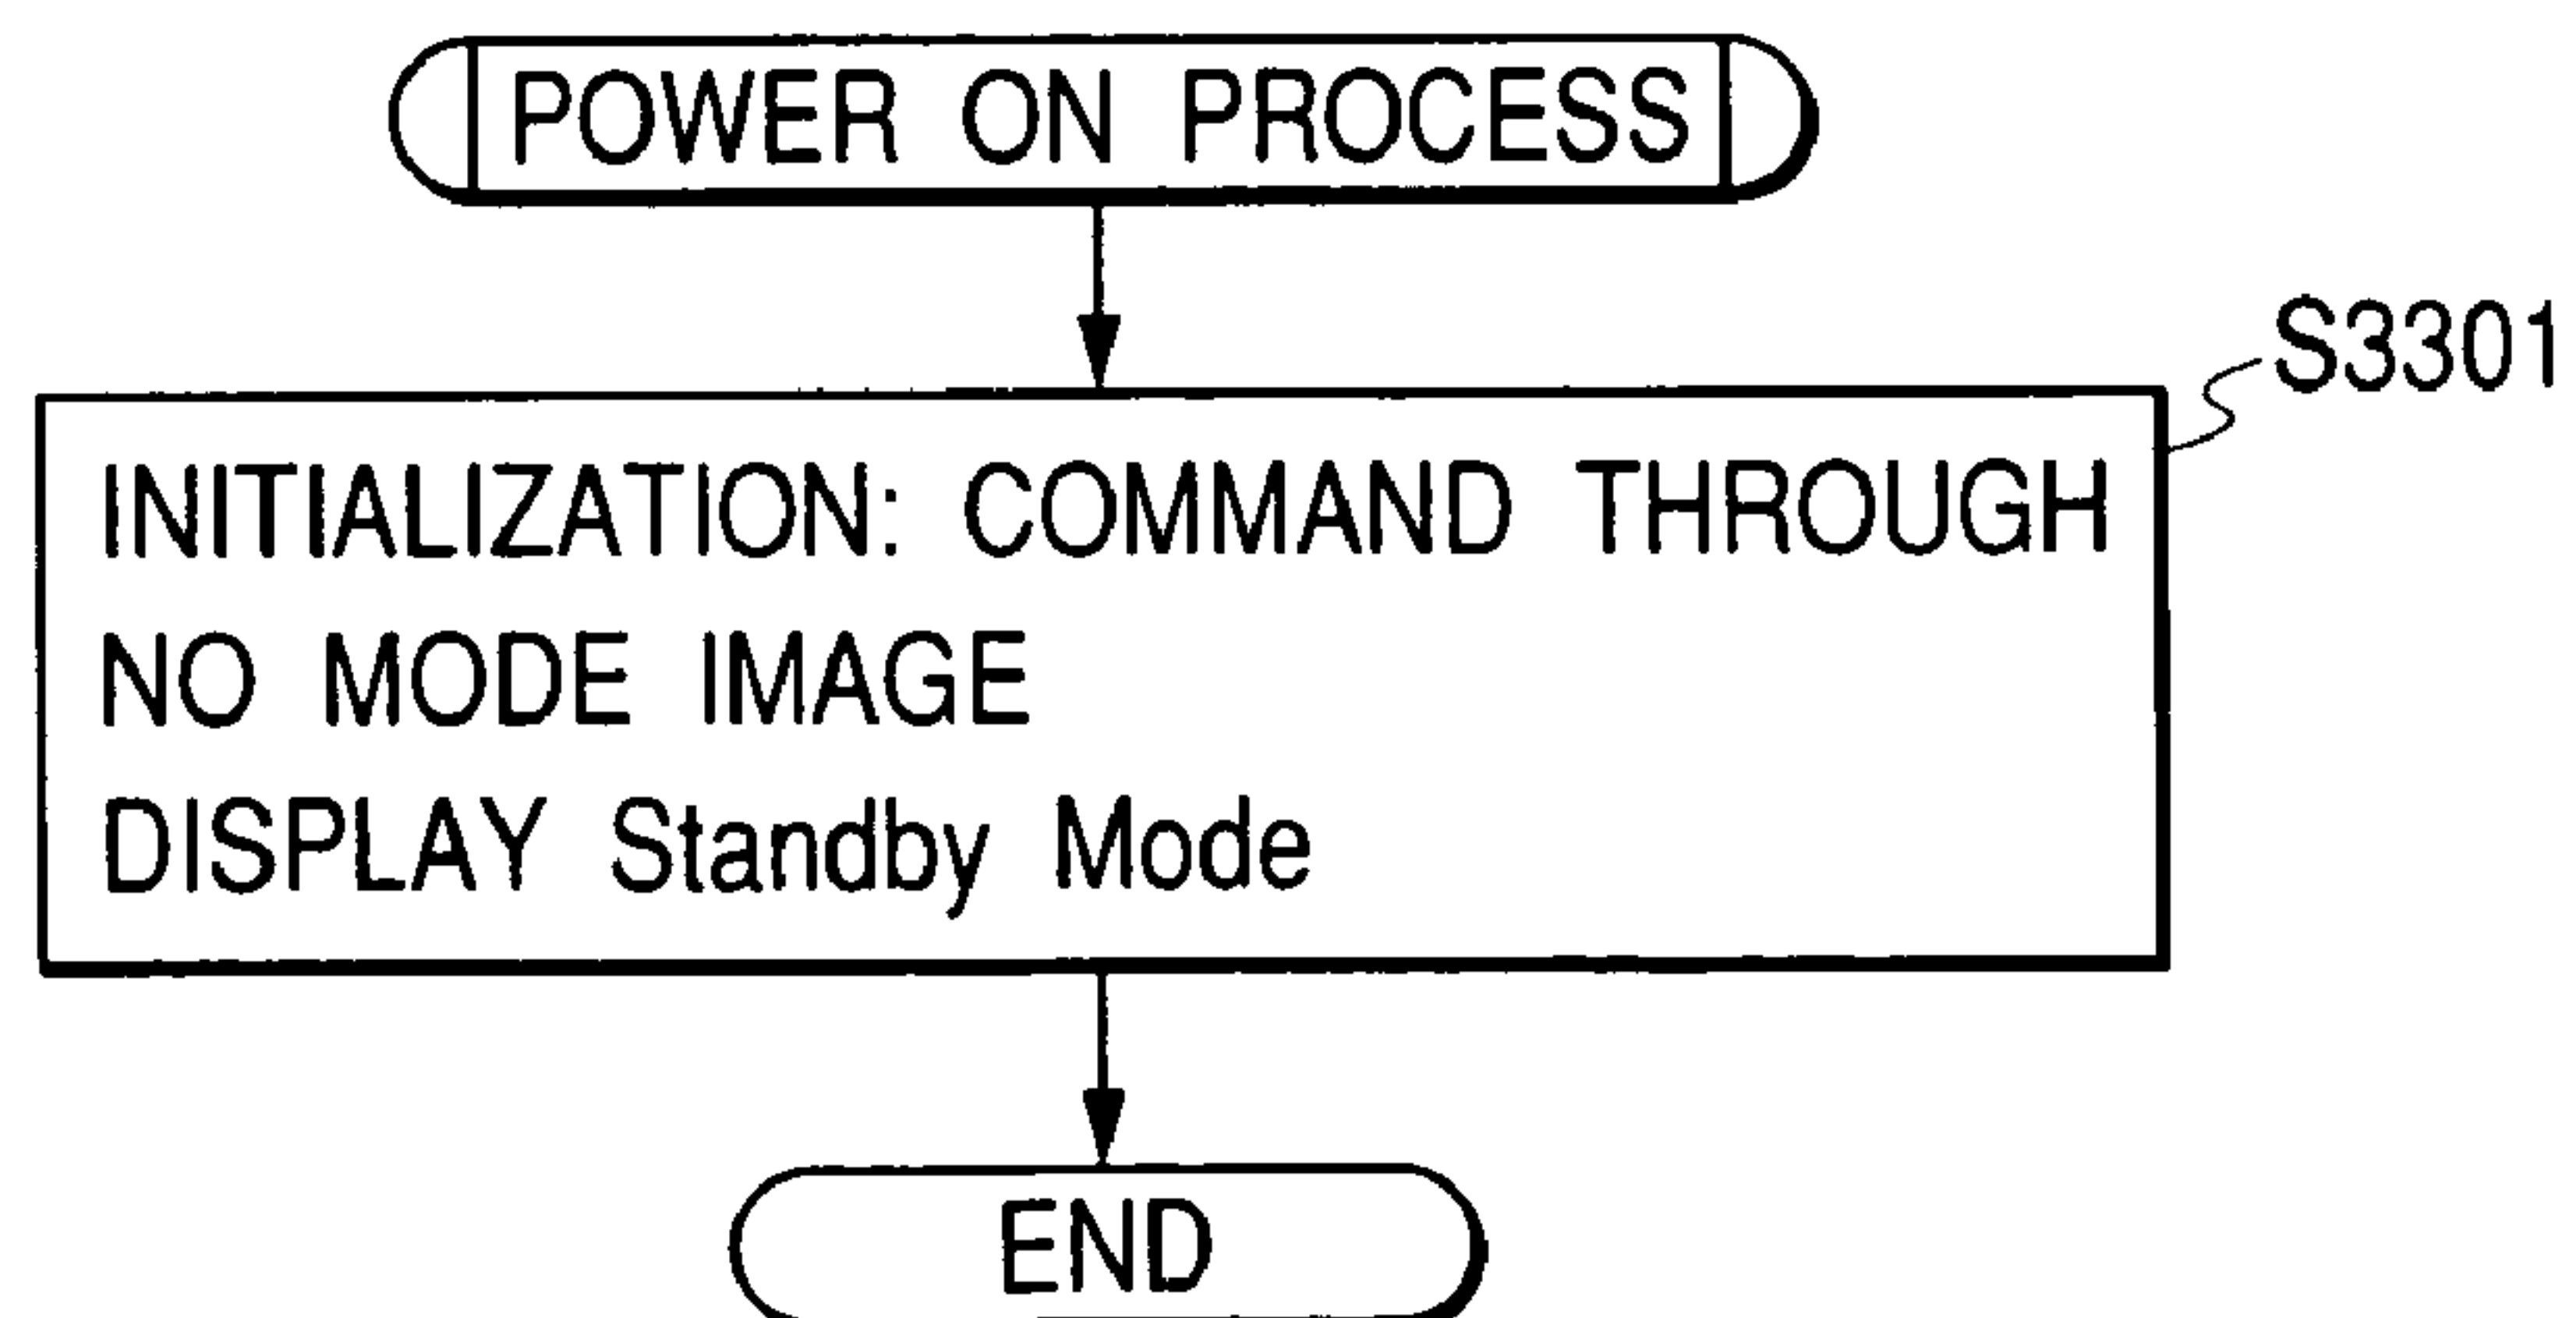 POWER ON PROCESS
S3301
INITIALIZATION: COMMAND THROUGH
NO MODE IMAGE
DISPLAY Standby Mode
END